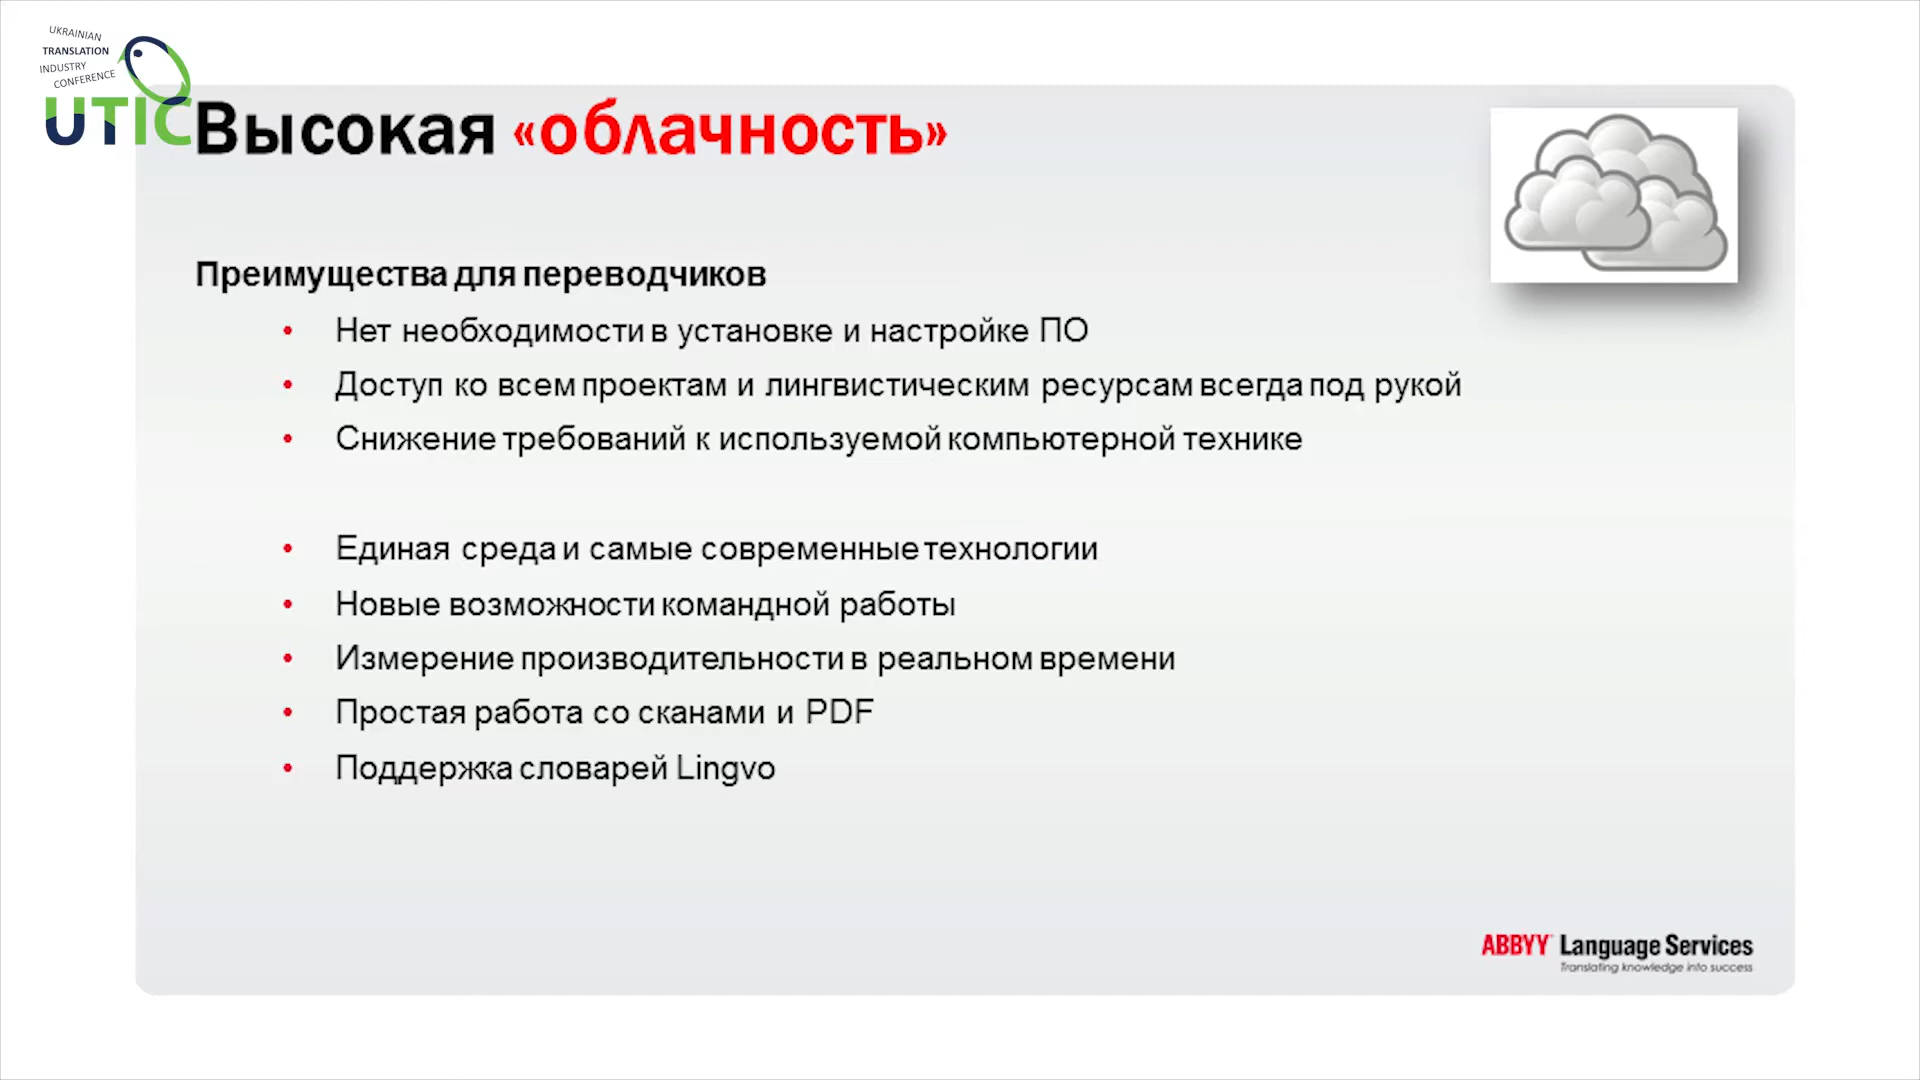 UKRAINIAN
TRANSLATION
INDUSTRY
CONFERENCE
UTIC
Высокая «облачность»
Преимущества для переводчиков
• Нет необходимости в установке и настройке ПО
• Доступ ко всем проектам и лингвистическим ресурсам всегда под рукой
• Снижение требований к используемой компьютерной технике
• Единая среда и самые современные технологии
• Новые возможности командной работы
• Измерение производительности в реальном времени
• Простая работа со сканами и PDF
• Поддержка словарей Lingvo
ABBYY Language Services
Translating knowledge into success